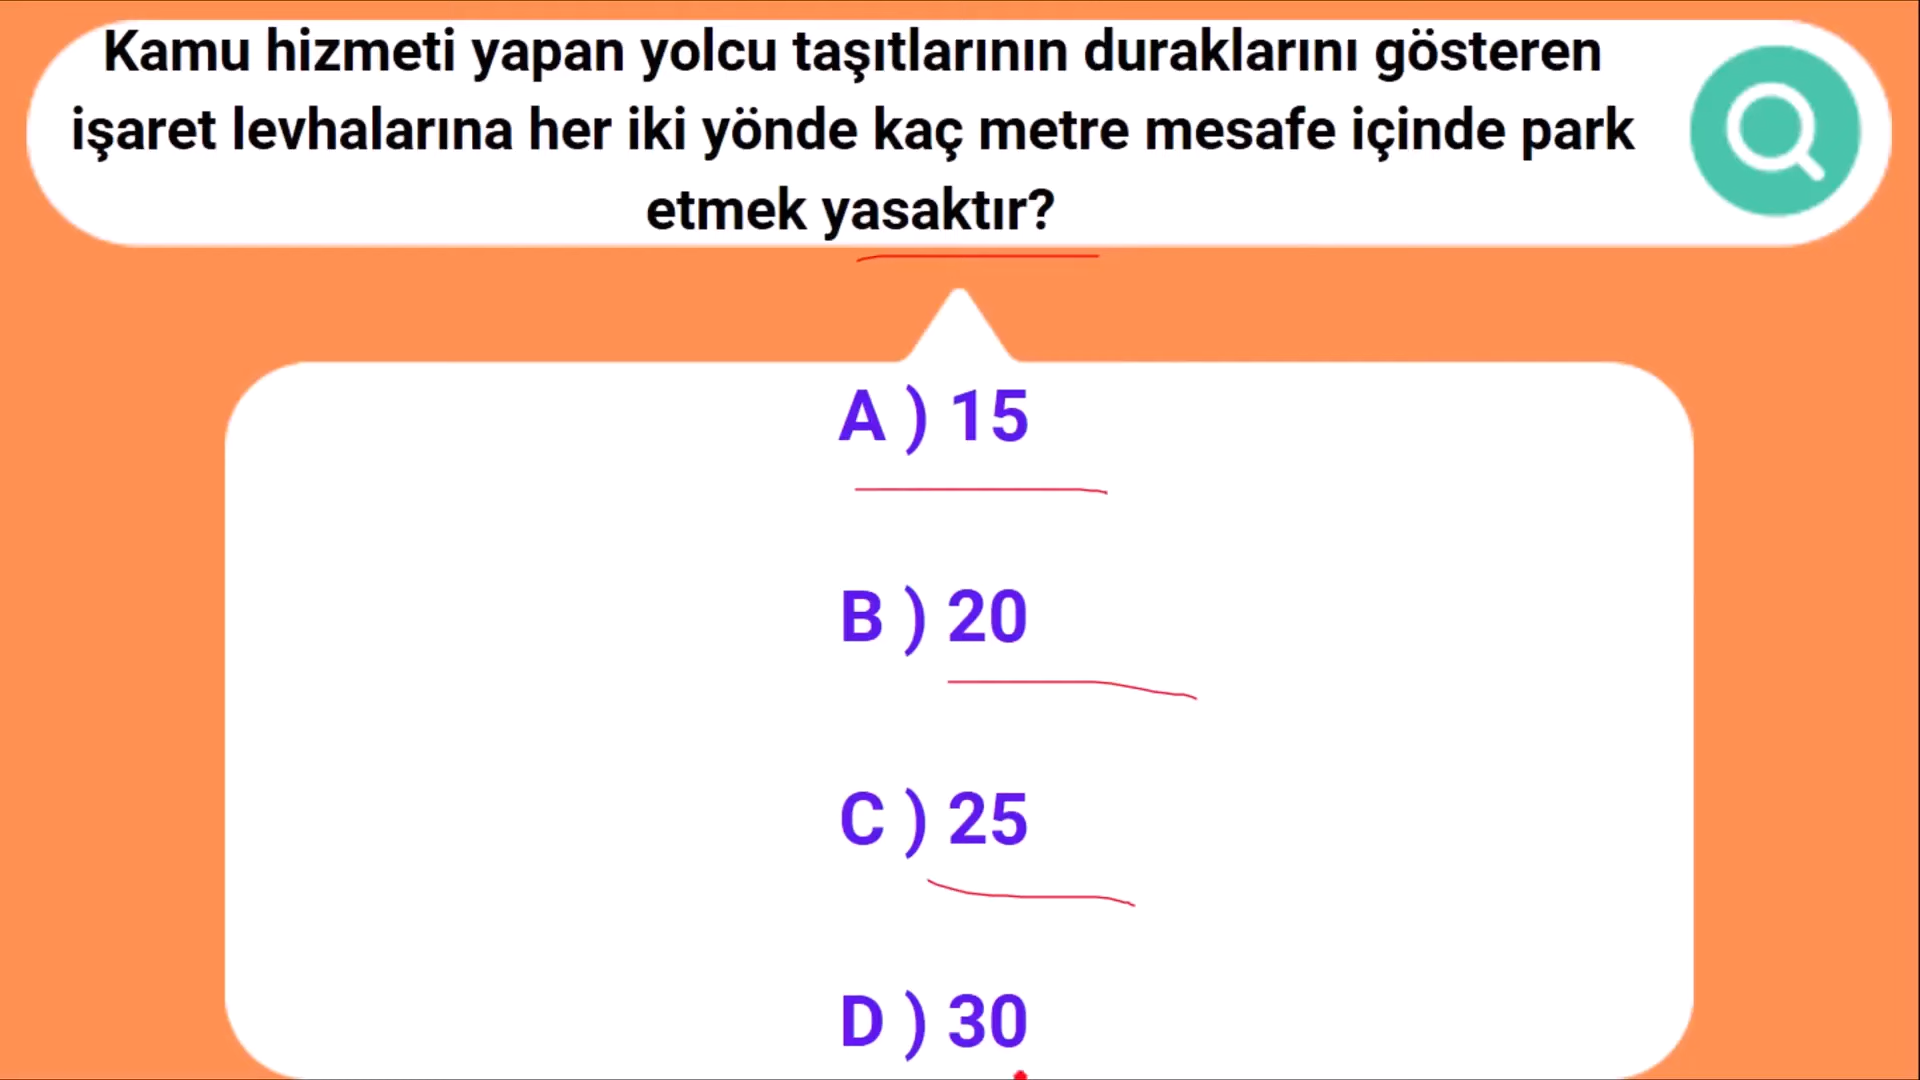 Kamu hizmeti yapan yolcu taşıtlarının duraklarını gösteren
işaret levhalarına her iki yönde kaç metre mesafe içinde park
etmek yasaktır?
A ) 15
B ) 20
C ) 25
D ) 30